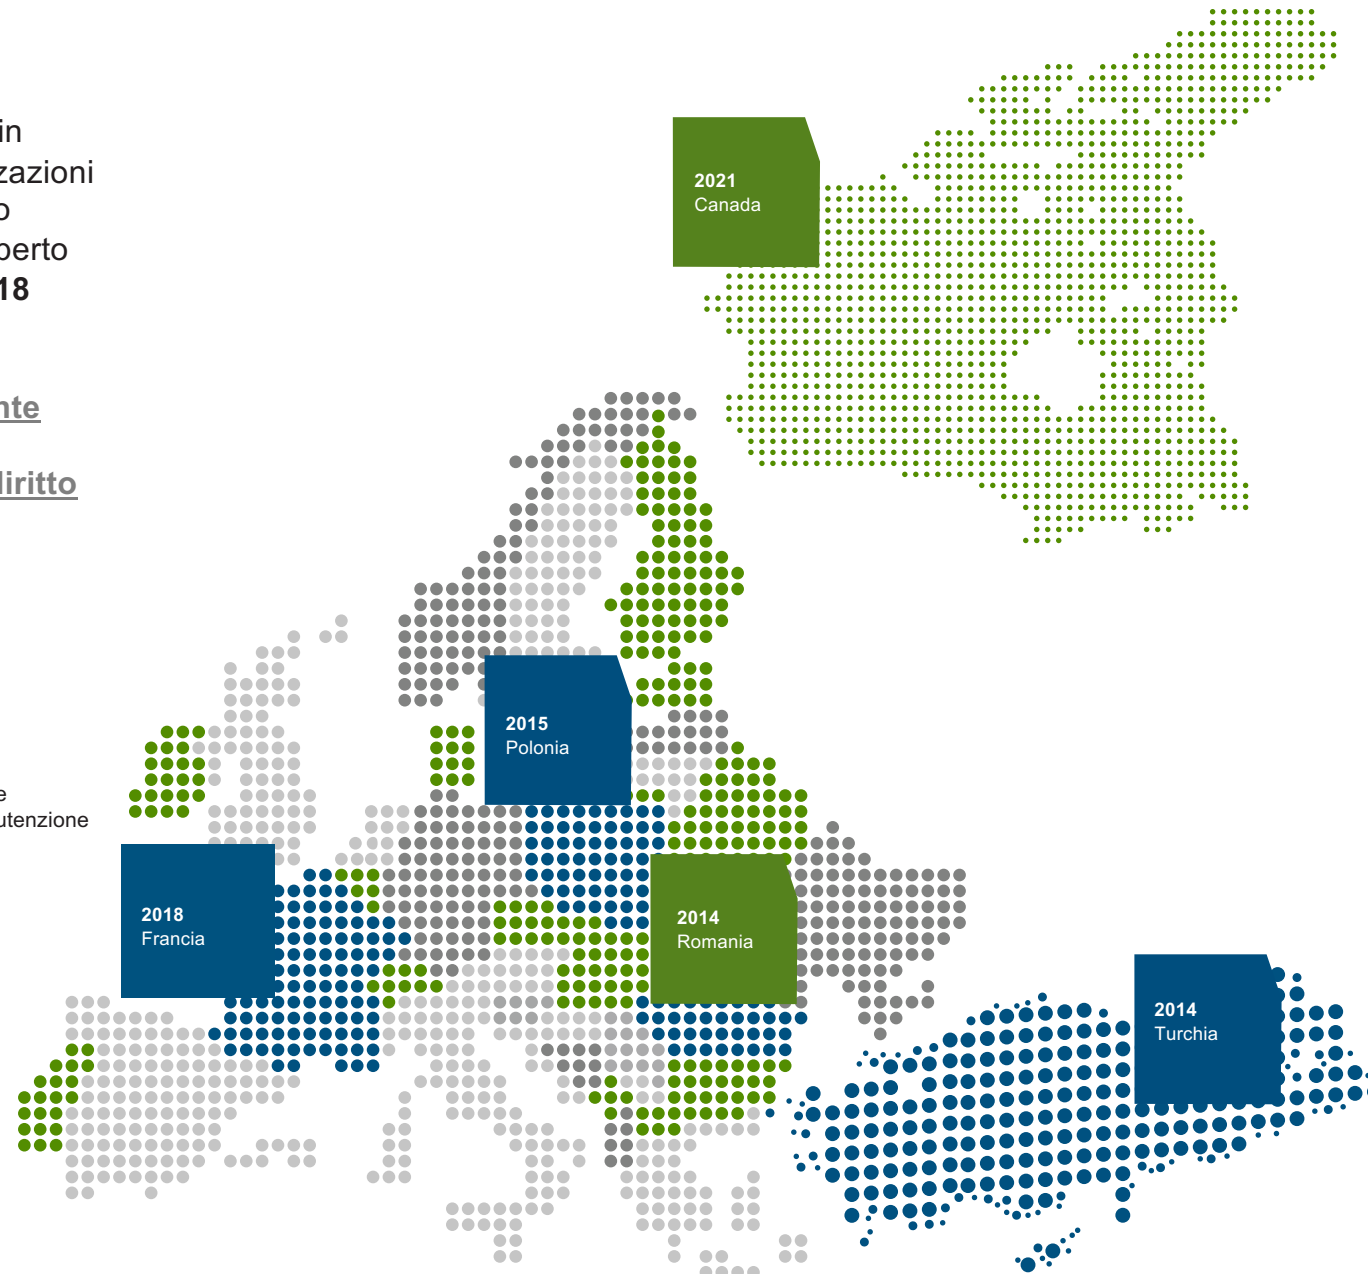 in
zazioni
o
perto
18
nte
diritto
e
utenzione
2021
Canada
2015
Polonia
2018
Francia
2014
Romania
2014
Turchia